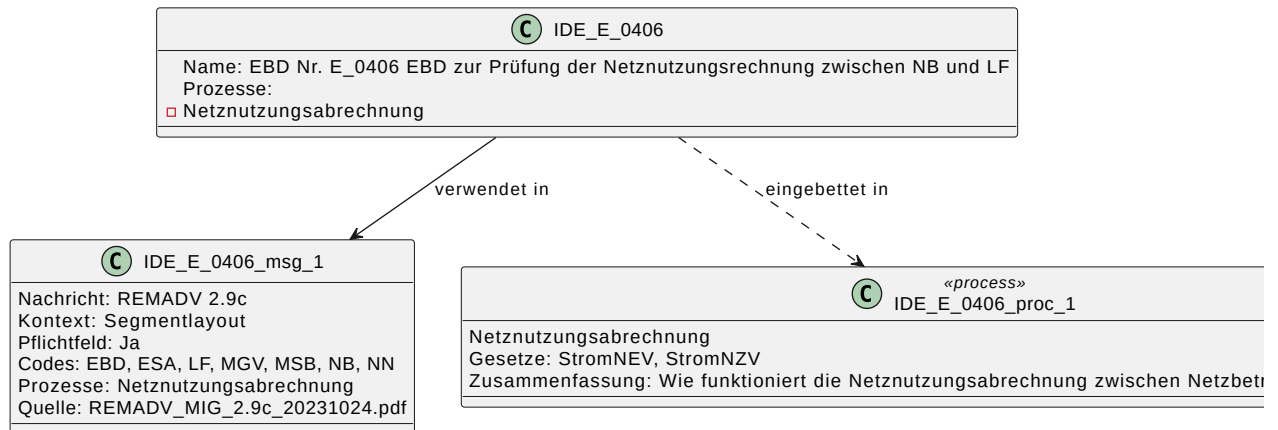 C IDE_E_0406
Name: EBD Nr. E_0406 EBD zur Prüfung der Netznutzungsrechnung zwischen NB und LF
Prozesse:
Netznutzungsabrechnung
verwendet in
eingebettet in
C IDE_E_0406_msg_1
Nachricht: REMADV 2.9c
Kontext: Segmentlayout
Pflichtfeld: Ja
Codes: EBD, ESA, LF, MGV, MSB, NB, NN
Prozesse: Netznutzungsabrechnung
Quelle: REMADV_MIG_2.9c_20231024.pdf
«process»
C IDE_E_0406_proc_1
Netznutzungsabrechnung
Gesetze: StromNEV, StromNZV
Zusammenfassung: Wie funktioniert die Netznutzungsabrechnung zwischen